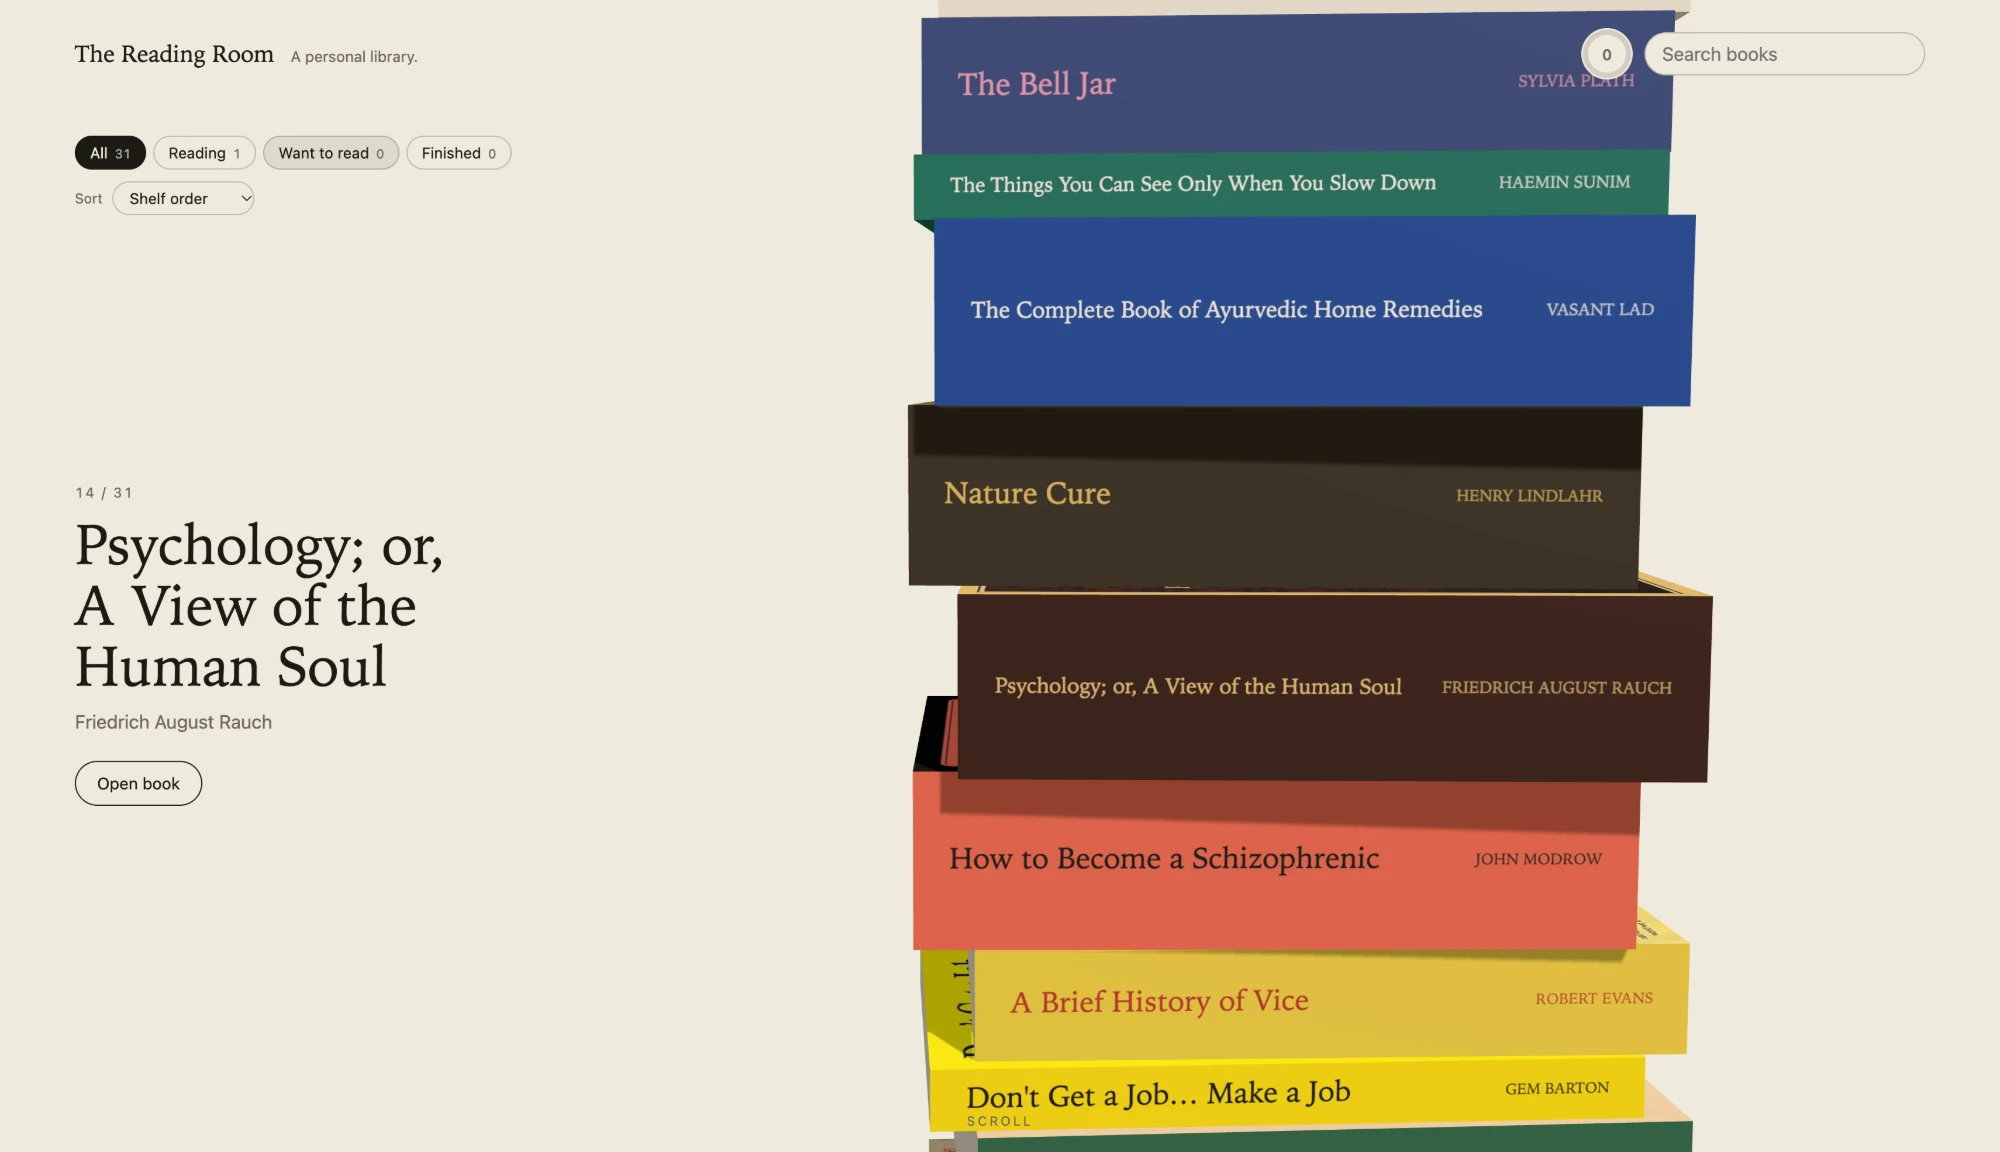 The Reading Room A personal library.
0 Search books
All 31 Reading 1 Want to read 0 Finished 0
Sort Shelf order
14 / 31
Psychology; or,
A View of the
Human Soul
Friedrich August Rauch
Open book
The Bell Jar SYLVIA PLATH
The Things You Can See Only When You Slow Down HAEMIN SUNIM
The Complete Book of Ayurvedic Home Remedies VASANT LAD
Nature Cure HENRY LINDLAHR
Psychology; or, A View of the Human Soul FRIEDRICH AUGUST RAUCH
How to Become a Schizophrenic JOHN MODROW
A Brief History of Vice ROBERT EVANS
Don't Get a Job... Make a Job GEM BARTON
SCROLL